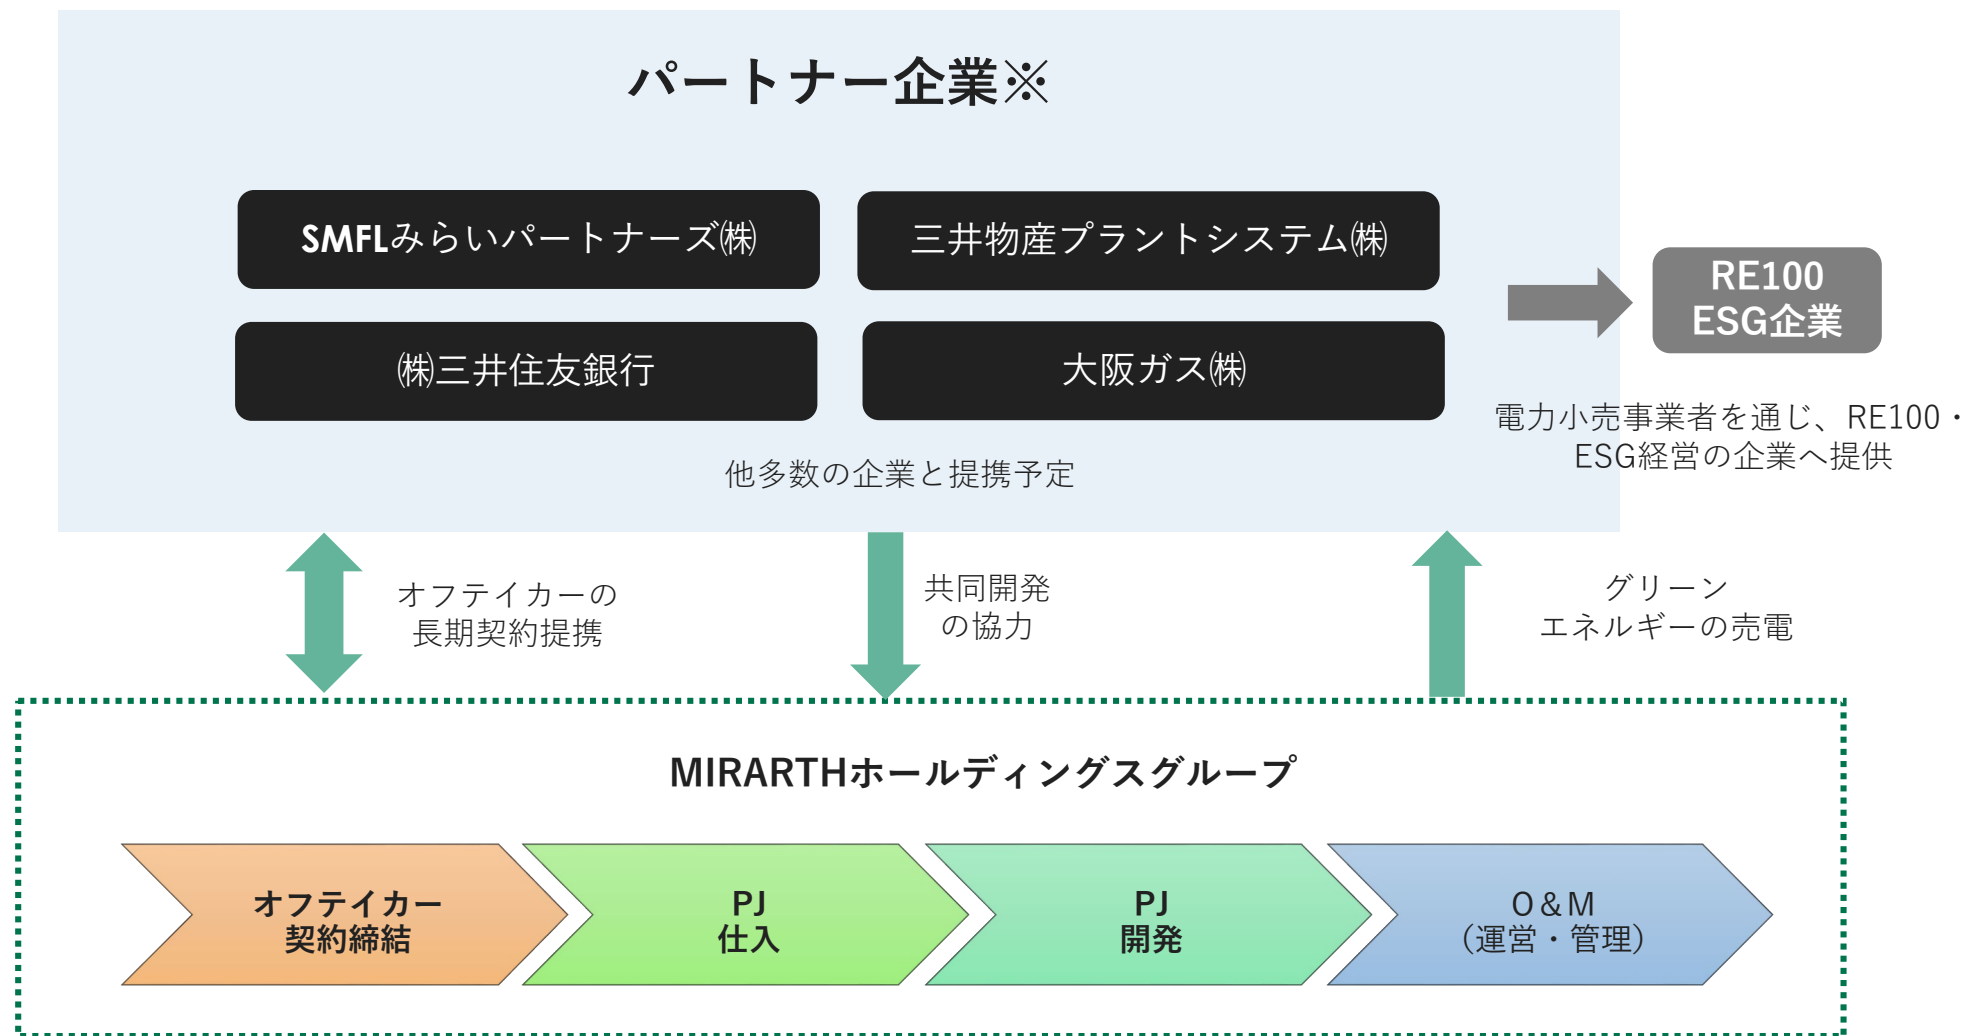 パートナー企業※
SMFLみらいパートナーズ㈱
三井物産プラントシステム㈱
㈱三井住友銀行
大阪ガス㈱
他多数の企業と提携予定
RE100
ESG企業
電力小売事業者を通じ、RE100・
ESG経営の企業へ提供
オフテイカーの
長期契約提携
共同開発
の協力
グリーン
エネルギーの売電
MIRARTHホールディングスグループ
オフテイカー
契約締結
PJ
仕入
PJ
開発
O＆M
（運営・管理）